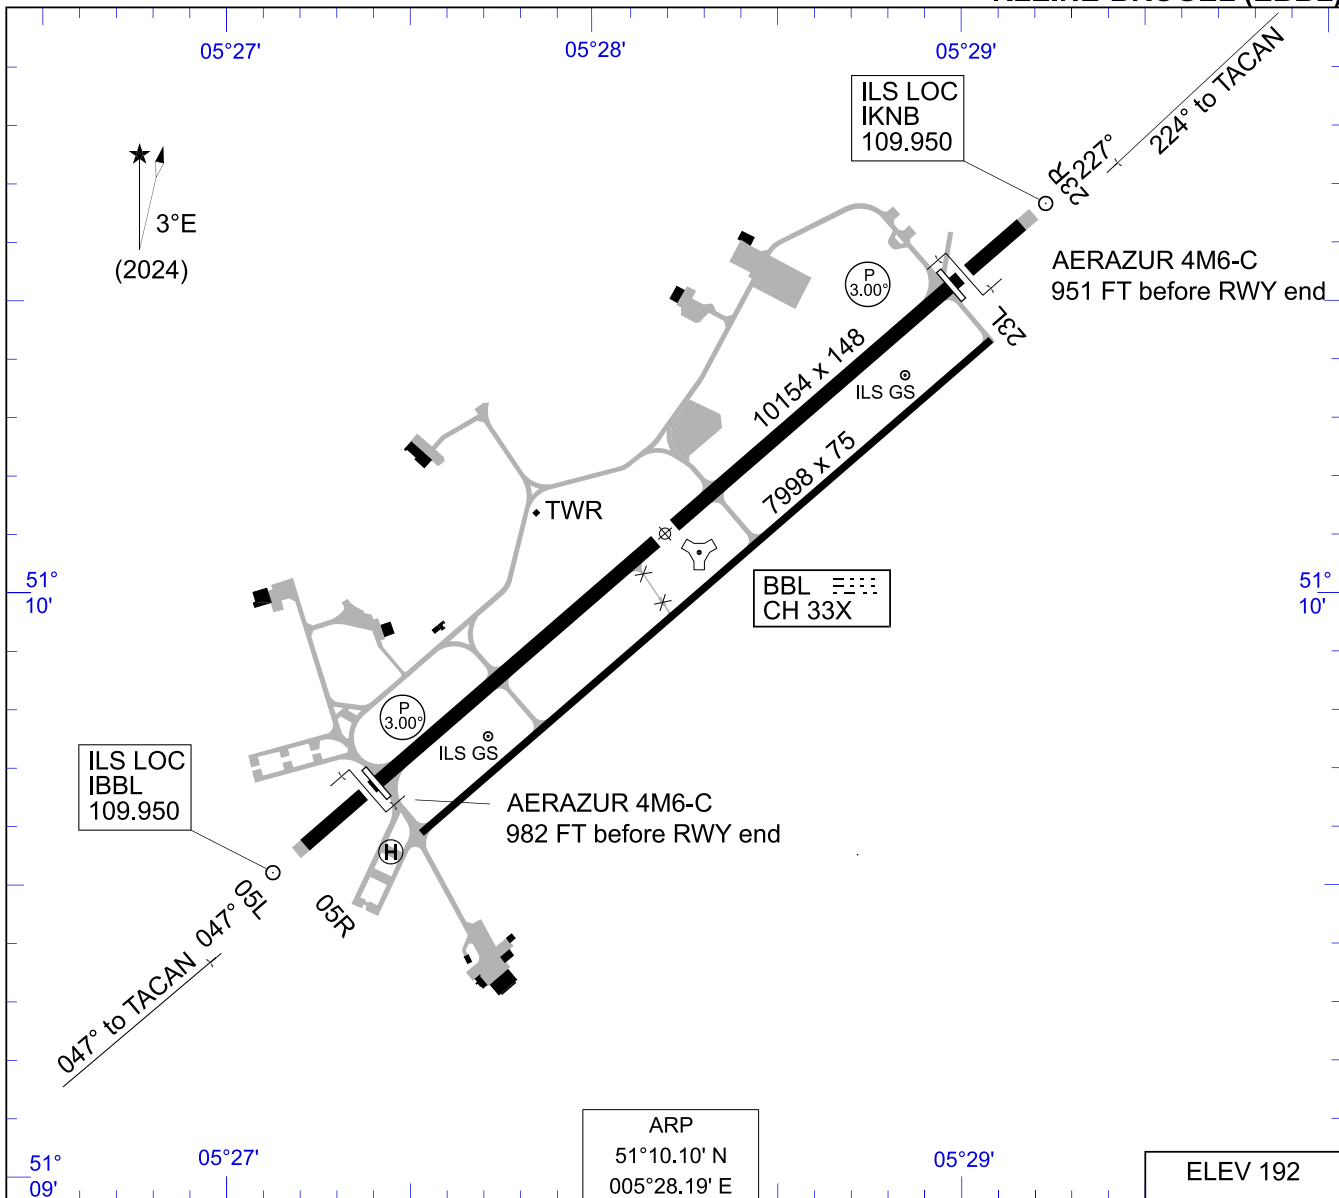 05°27'
05°28'
05°29'
ILS LOC
IKNB
109.950
224° to TACAN
227°
23R
3°E
(2024)
AERAZUR 4M6-C
951 FT before RWY end
P
3.00°
23L
10154 x 148
ILS GS
7998 x 75
TWR
51°
10'
51°
10'
BBL
CH 33X
P
3.00°
ILS GS
ILS LOC
IBBL
109.950
AERAZUR 4M6-C
982 FT before RWY end
H
05L
05R
047°
047° to TACAN
ARP
51°10.10' N
005°28.19' E
51°
09'
05°27'
05°29'
ELEV 192